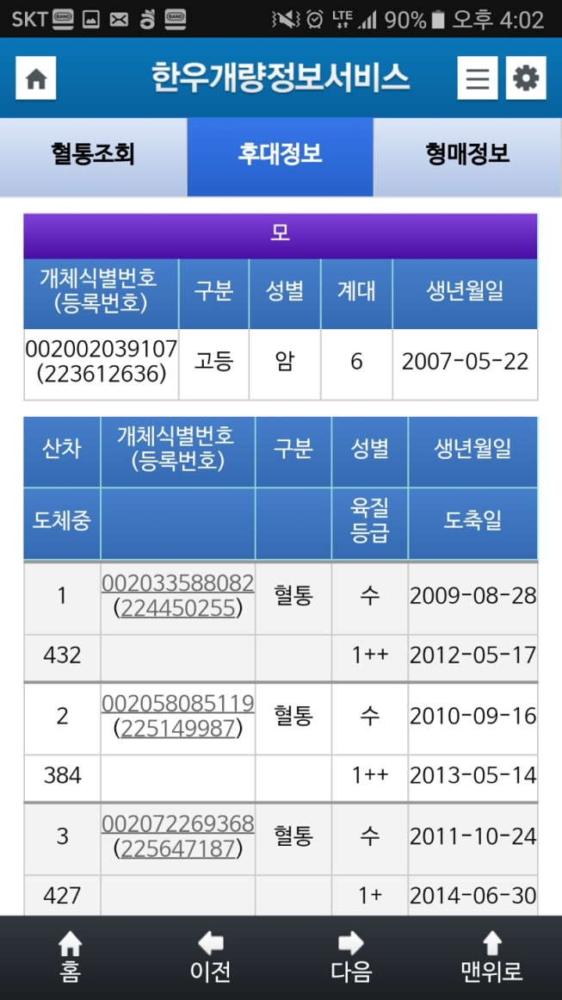 SKT BAND BAND LTE 90% 오후 4:02
한우개량정보서비스
혈통조회 후대정보 형매정보
모
개체식별번호 (등록번호) 구분 성별 계대 생년월일
002002039107 (223612636) 고등 암 6 2007-05-22
산차 개체식별번호 (등록번호) 구분 성별 생년월일
도체중 육질 등급 도축일
1 002033588082 (224450255) 혈통 수 2009-08-28
432 1++ 2012-05-17
2 002058085119 (225149987) 혈통 수 2010-09-16
384 1++ 2013-05-14
3 002072269368 (225647187) 혈통 수 2011-10-24
427 1+ 2014-06-30
홈 이전 다음 맨위로